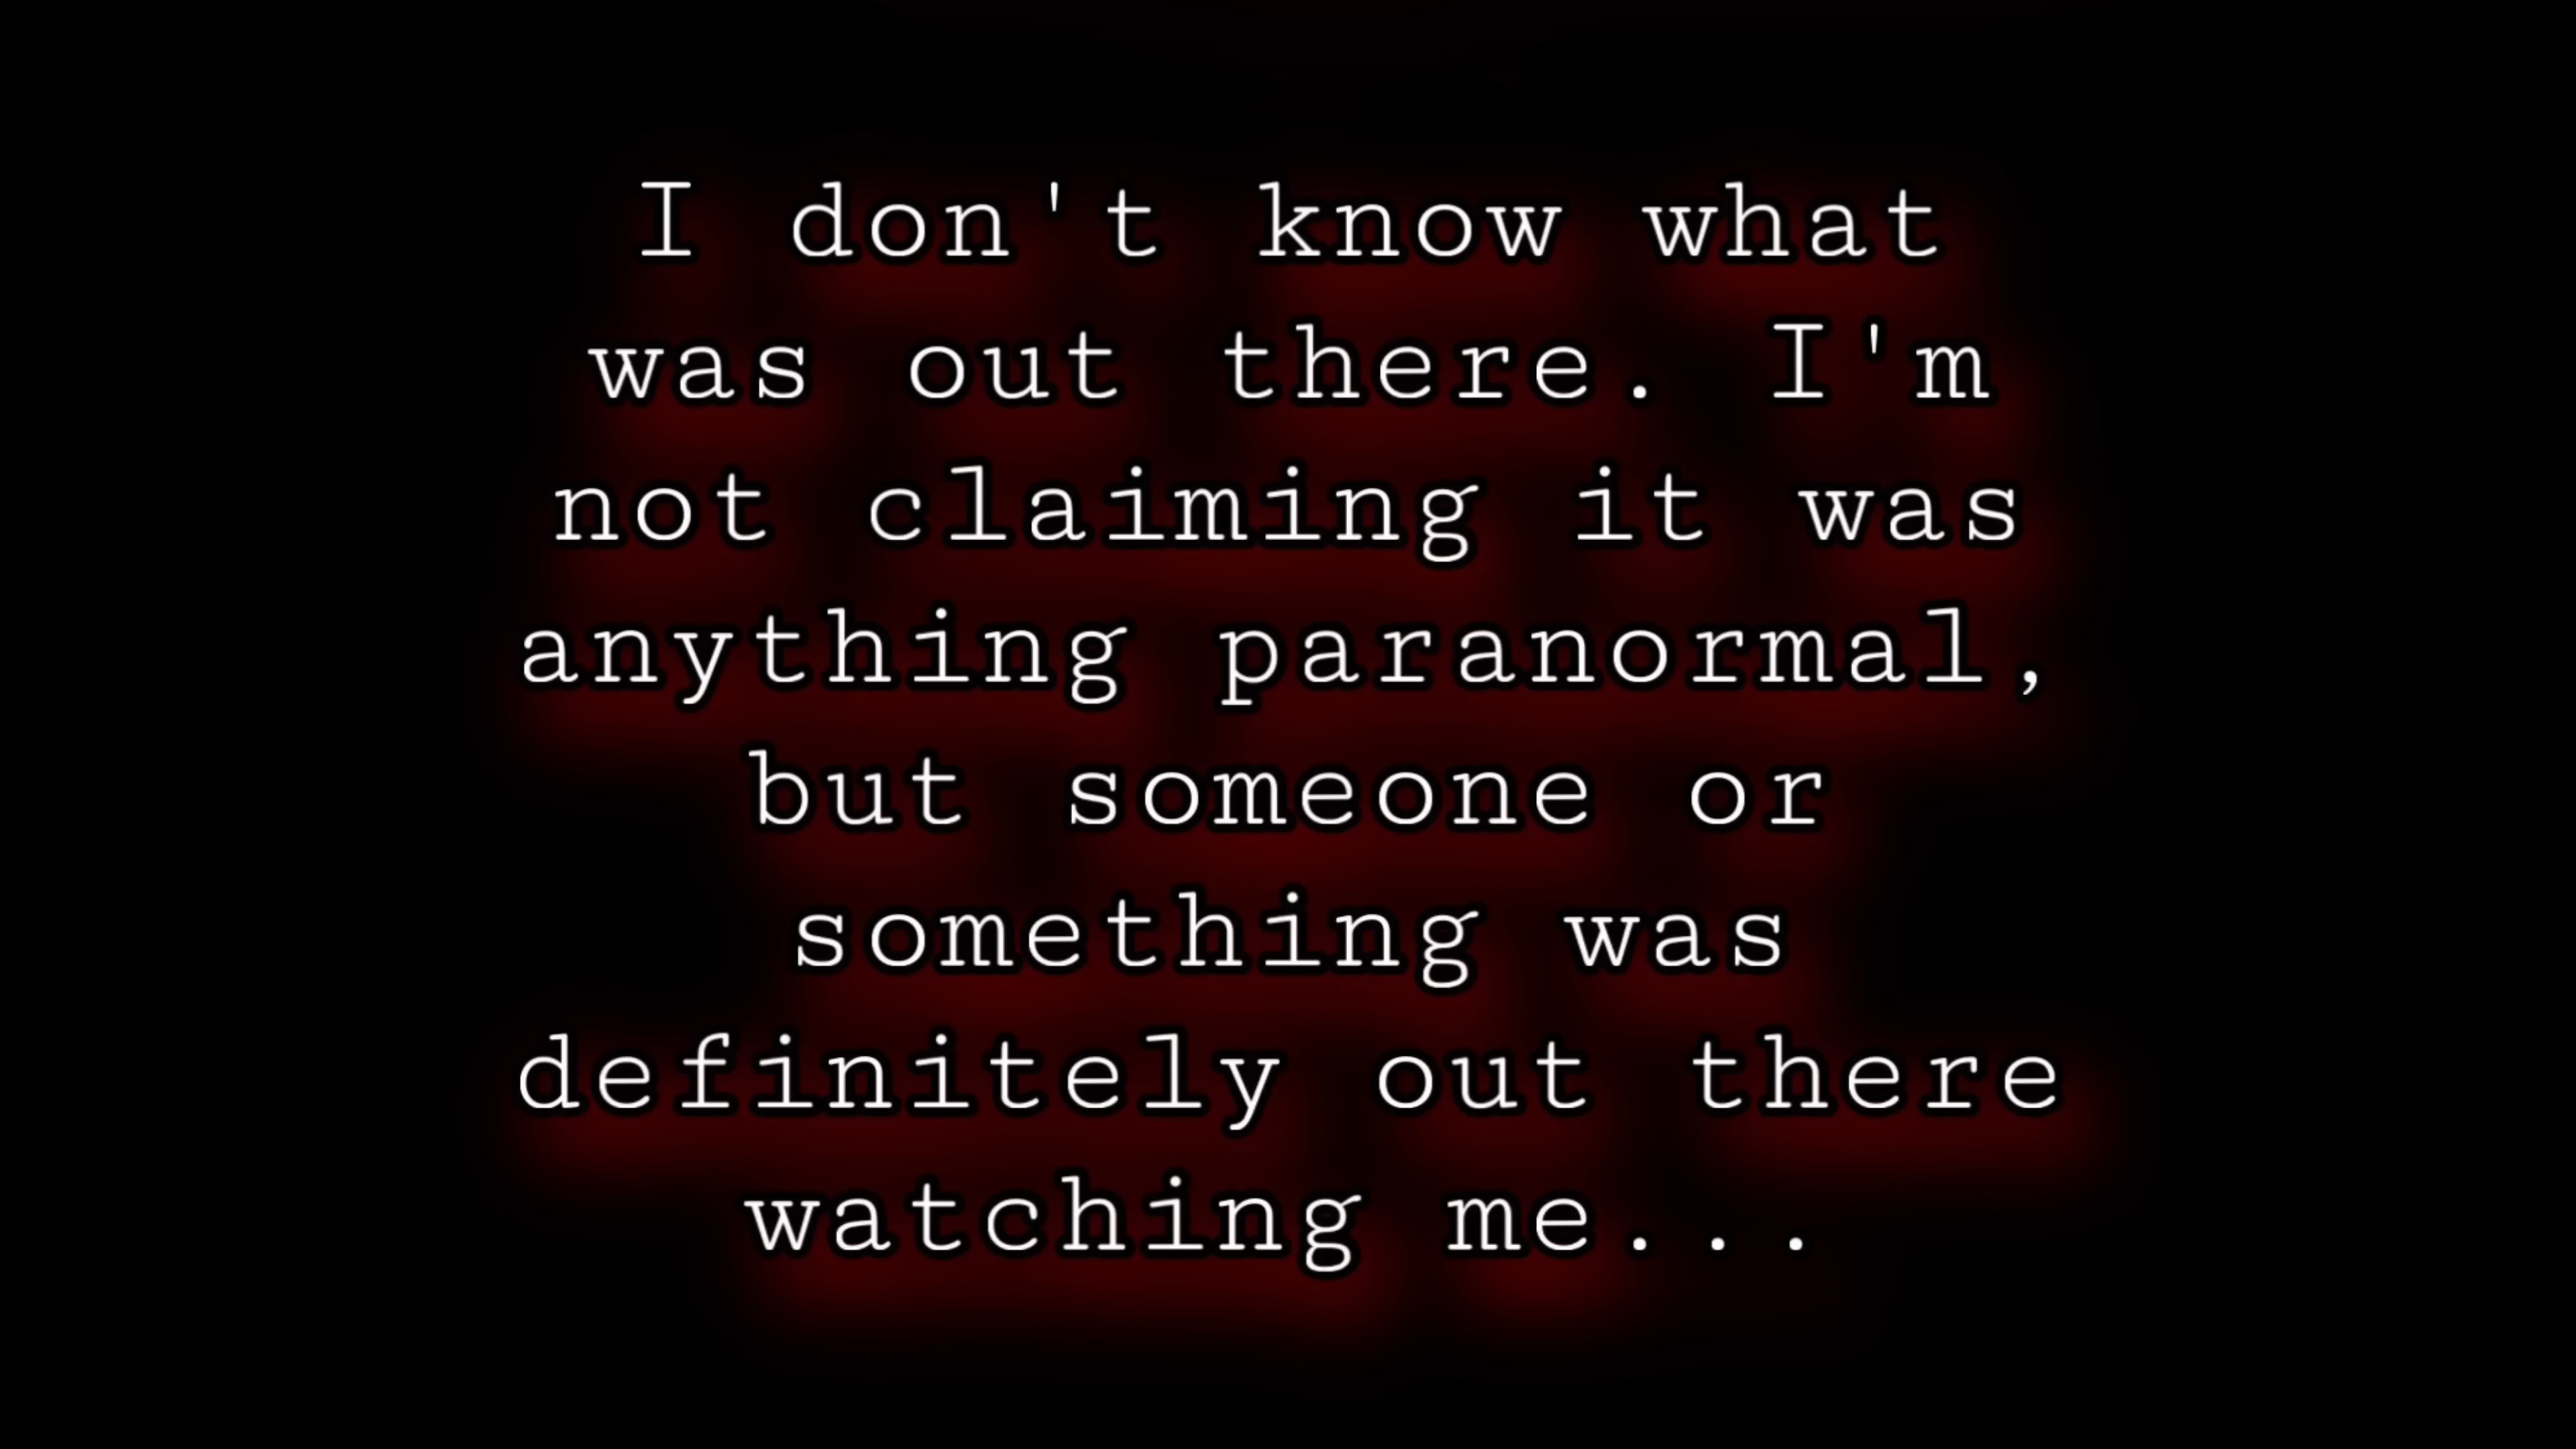 I don't know what
was out there. I'm
not claiming it was
anything paranormal,
but someone or
something was
definitely out there
watching me...